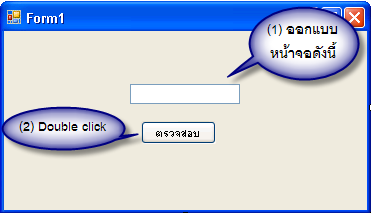 Form1
(1) ออกแบบ
หน้าจอดังนี้
(2) Double click
ตรวจสอบ